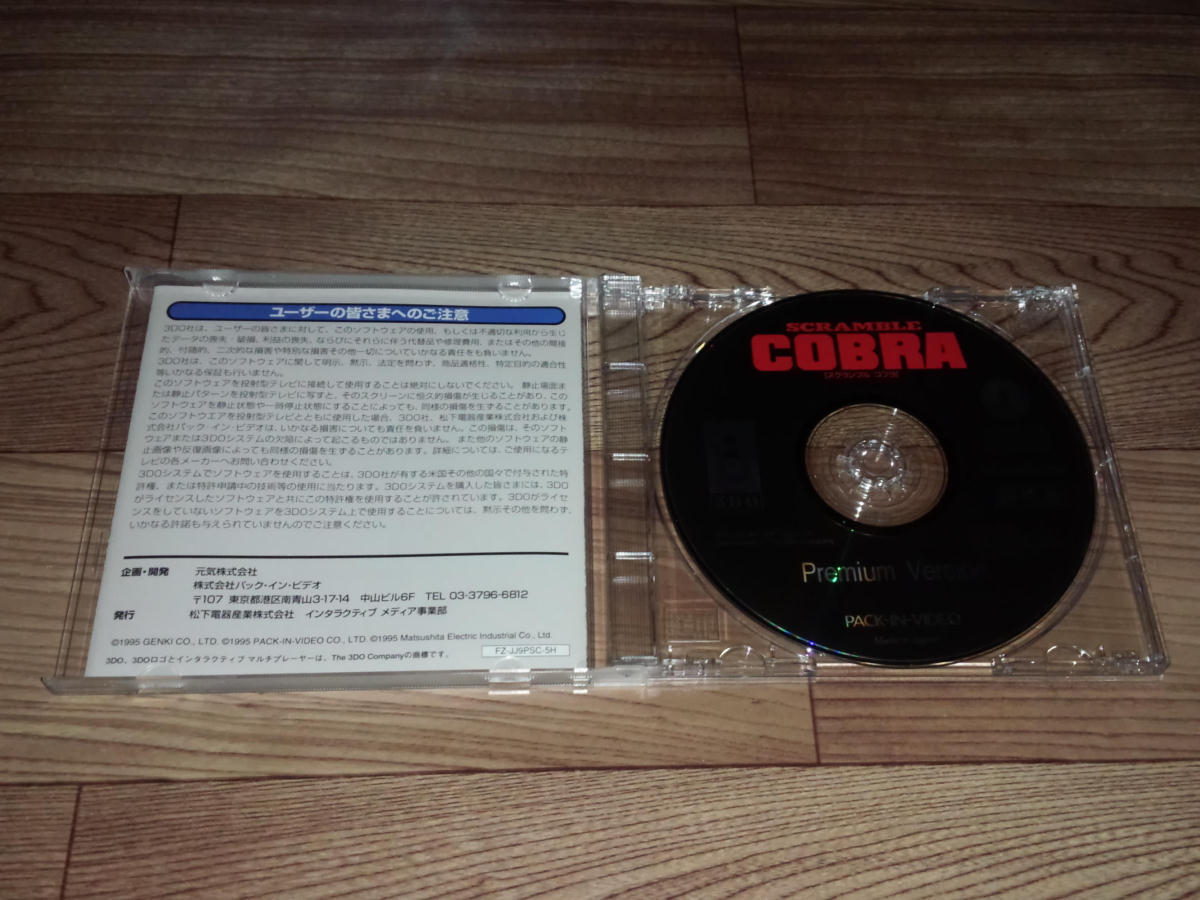 ユーザーの皆さまへのご注意
3DO社は、ユーザーの皆さまに対して、このソフトウェアの使用、もしくは不適切な利用から生じ
たデータの喪失・破損、利益の喪失、ならびにそれらに伴う代替品や修理費用、またはその他の間接
的、付随的、二次的な損害や特別な損害その他一切についていかなる責任をも負いません。
3DO社は、このソフトウェアに関して明示、黙示、法定を問わず、商品適格性、特定目的の適合性
等いかなる保証も行いません。
このソフトウェアを投射型テレビに接続して使用することは絶対にしないでください。静止場面ま
たは静止パターンを投射型テレビに写すと、そのスクリーンに恒久的損傷が生じることがあり、この
ソフトウェアを静止状態や一時停止状態にすることによっても、同様の損傷を生ずることがあります。
このソフトウエアを投射型テレビとともに使用した場合、3DO社、松下電器産業株式会社および株
式会社パック・イン・ビデオは、いかなる損害についても責任を負いません。この損傷は、そのソフト
ウェアまたは3DOシステムの欠陥によって起こるものではありません。また他のソフトウェアの静
止画像や反復画像によっても同様の損傷を生ずることがあります。詳細については、ご使用になるテ
レビの各メーカーへお問い合わせください。
3DOシステムでソフトウェアを使用することは、3DO社が有する米国その他の国々で付与された特
許権、または特許申請中の技術等の使用に当たります。3DOシステムを購入した皆さまには、3DO
がライセンスしたソフトウェアと共にこの特許権を使用することが許されています。3DOがライセ
ンスをしていないソフトウェアを3DOシステム上で使用することについては、黙示その他を問わず、
いかなる許諾も与えられていませんのでご注意ください。
企画・開発 元気株式会社
株式会社パック・イン・ビデオ
〒107 東京都港区南青山3-17-14 中山ビル6F TEL 03-3796-6812
発行 松下電器産業株式会社 インタラクティブ メディア事業部
©1995 GENKI CO., LTD. ©1995 PACK-IN-VIDEO CO., LTD. ©1995 Matsushita Electric Industrial Co., Ltd.
3DO、3DOロゴとインタラクティブ マルチプレーヤーは、The 3DO Companyの商標です。
FZ-JJ9PSC-5H
SCRAMBLE
COBRA
[スクランブル・コブラ]
3DO
Premium Version
PACK-IN-VIDEO
Made in Japan